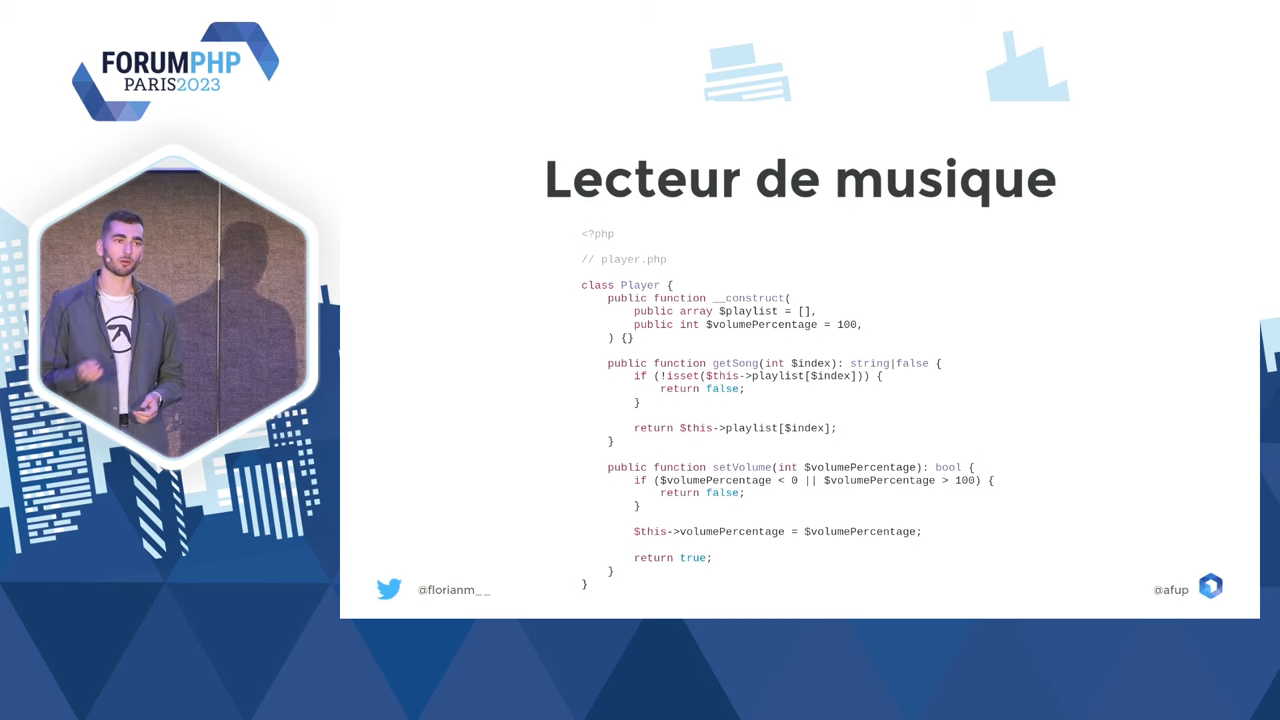 FORUMPHP
PARIS2023
Lecteur de musique
<?php
// player.php
class Player {
    public function __construct(
        public array $playlist = [],
        public int $volumePercentage = 100,
    ) {}
    public function getSong(int $index): string|false {
        if (!isset($this->playlist[$index])) {
            return false;
        }
        return $this->playlist[$index];
    }
    public function setVolume(int $volumePercentage): bool {
        if ($volumePercentage < 0 || $volumePercentage > 100) {
            return false;
        }
        $this->volumePercentage = $volumePercentage;
        return true;
    }
}
@florianm__
@afup